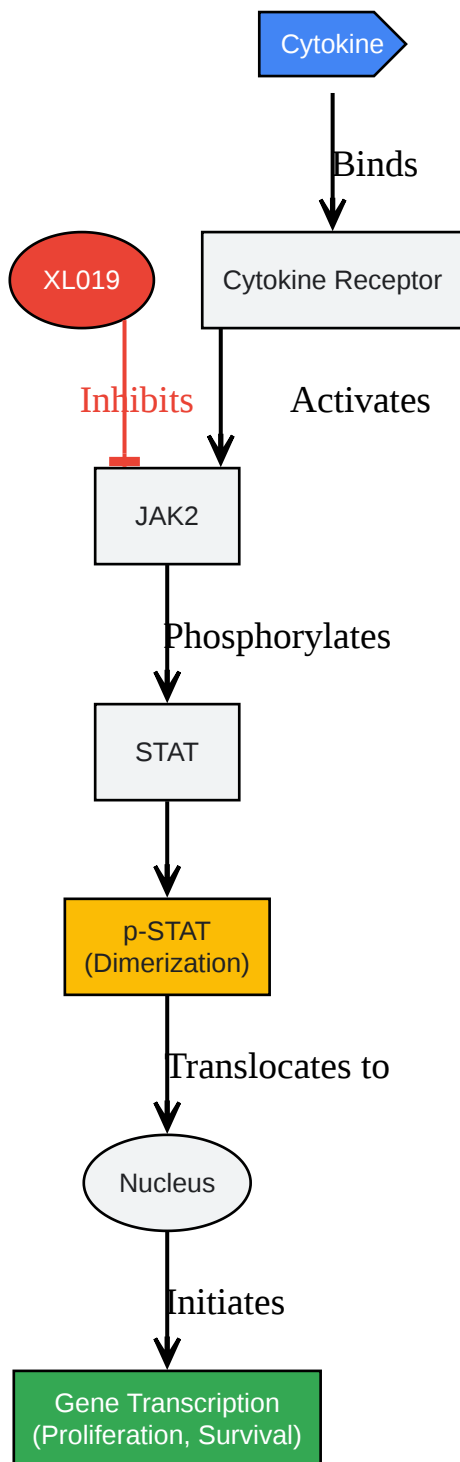 Cytokine
Binds
XL019
Cytokine Receptor
Inhibits
Activates
JAK2
Phosphorylates
STAT
p-STAT
(Dimerization)
Translocates to
Nucleus
Initiates
Gene Transcription
(Proliferation, Survival)